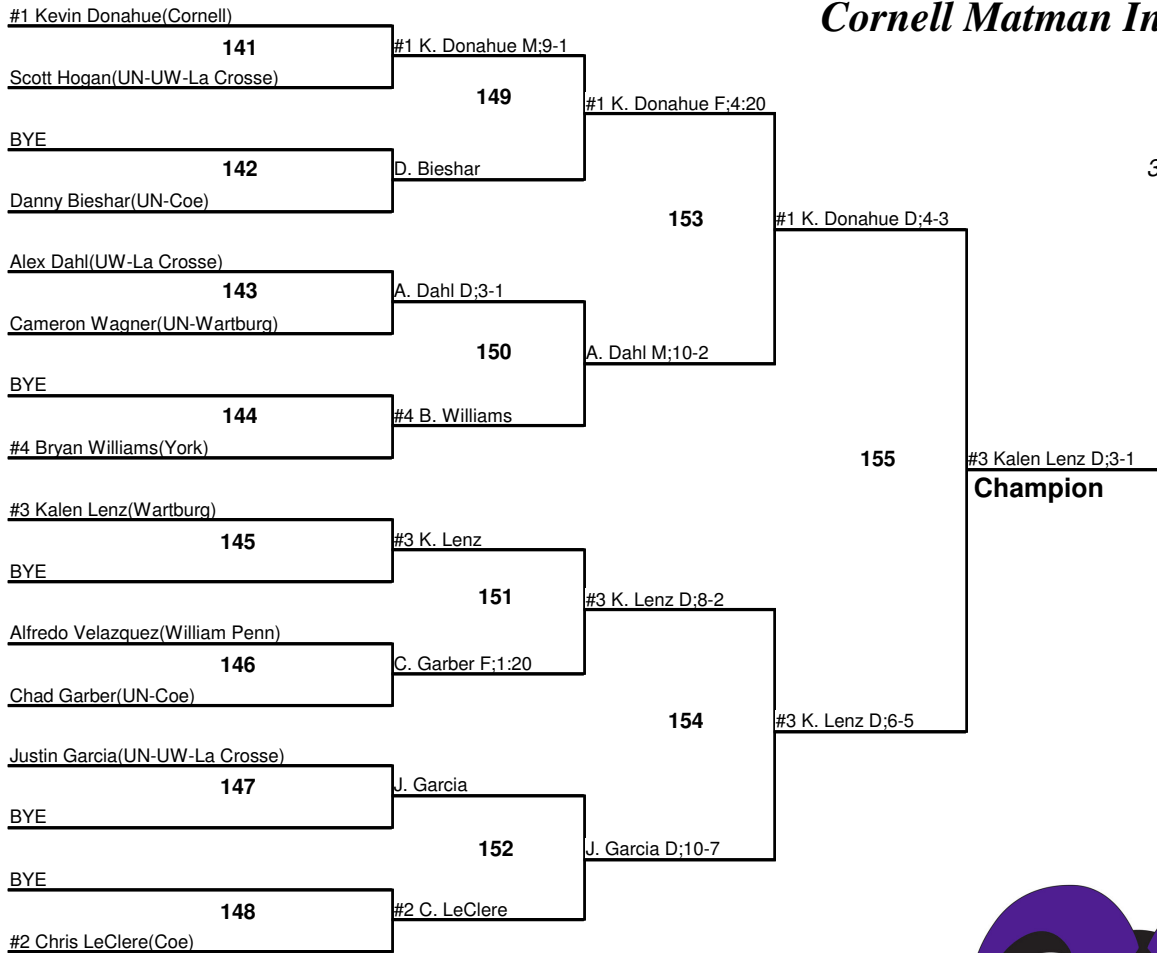 #1 Kevin Donahue(Cornell)
Cornell Matman In
141
#1 K. Donahue M;9-1
Scott Hogan(UN-UW-La Crosse)
149
#1 K. Donahue F;4:20
BYE
142
D. Bieshar
3
Danny Bieshar(UN-Coe)
153
#1 K. Donahue D;4-3
Alex Dahl(UW-La Crosse)
143
A. Dahl D;3-1
Cameron Wagner(UN-Wartburg)
150
A. Dahl M;10-2
BYE
144
#4 B. Williams
#4 Bryan Williams(York)
155
#3 Kalen Lenz D;3-1
Champion
#3 Kalen Lenz(Wartburg)
145
#3 K. Lenz
BYE
151
#3 K. Lenz D;8-2
Alfredo Velazquez(William Penn)
146
C. Garber F;1:20
Chad Garber(UN-Coe)
154
#3 K. Lenz D;6-5
Justin Garcia(UN-UW-La Crosse)
147
J. Garcia
BYE
152
J. Garcia D;10-7
BYE
148
#2 C. LeClere
#2 Chris LeClere(Coe)